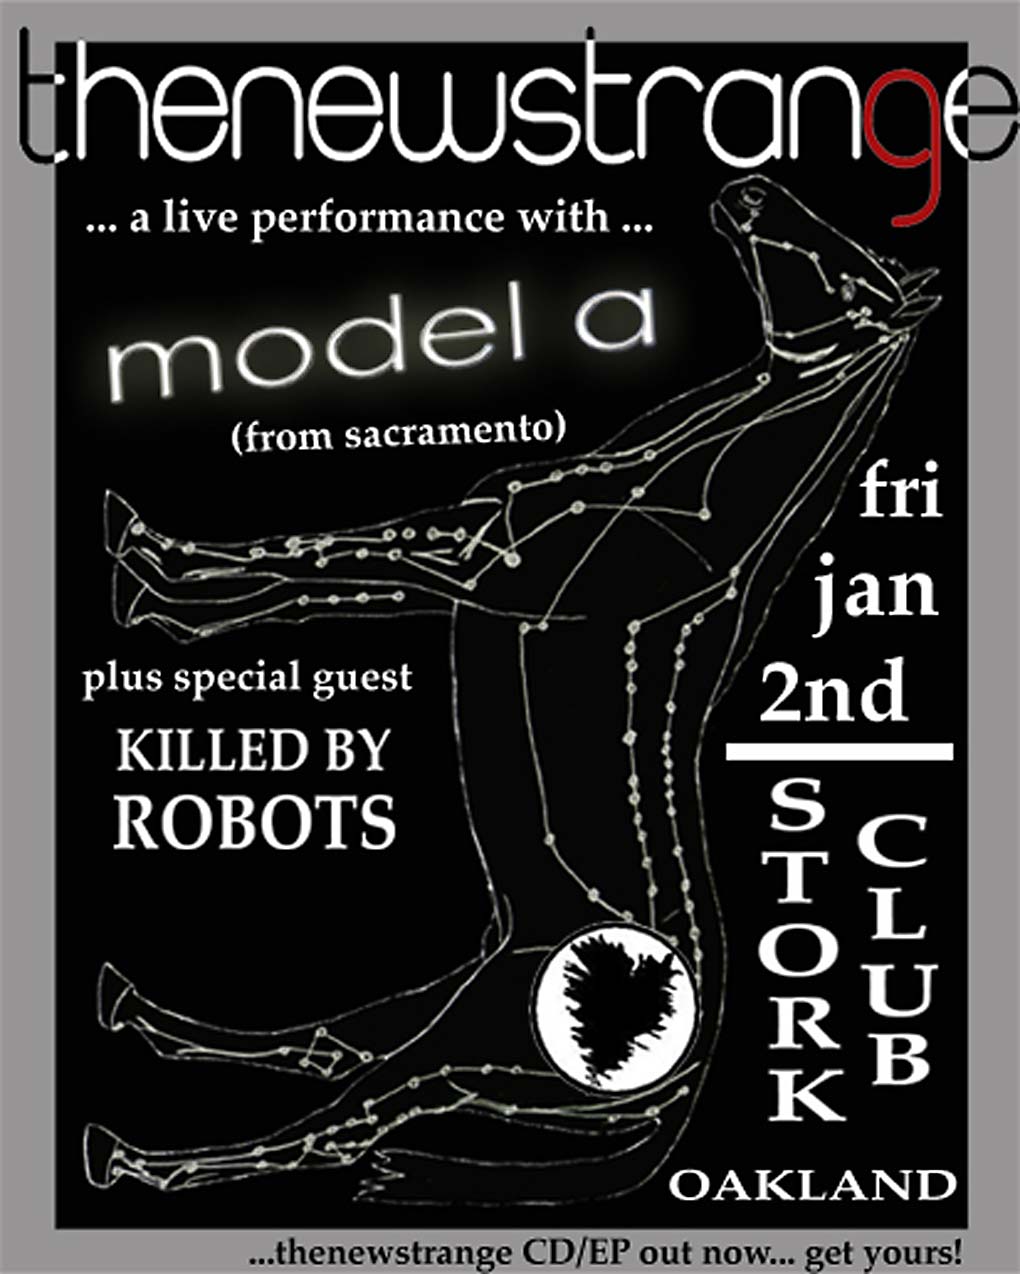 thenewstrange
... a live performance with ...
model a
(from sacramento)
fri
jan
2nd
plus special guest
KILLED BY
ROBOTS
STORK
CLUB
OAKLAND
...thenewstrange CD/EP out now... get yours!